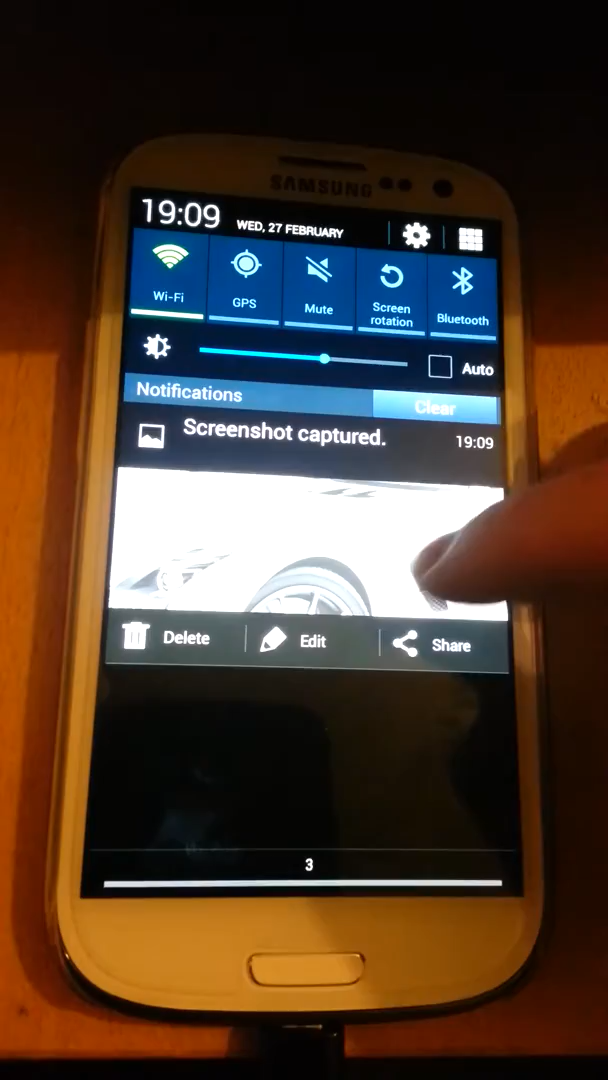 SAMSUNG
19:09 WED, 27 FEBRUARY
Wi-Fi GPS Mute Screen rotation Bluetooth
Auto
Notifications Clear
Screenshot captured. 19:09
Delete Edit Share
3